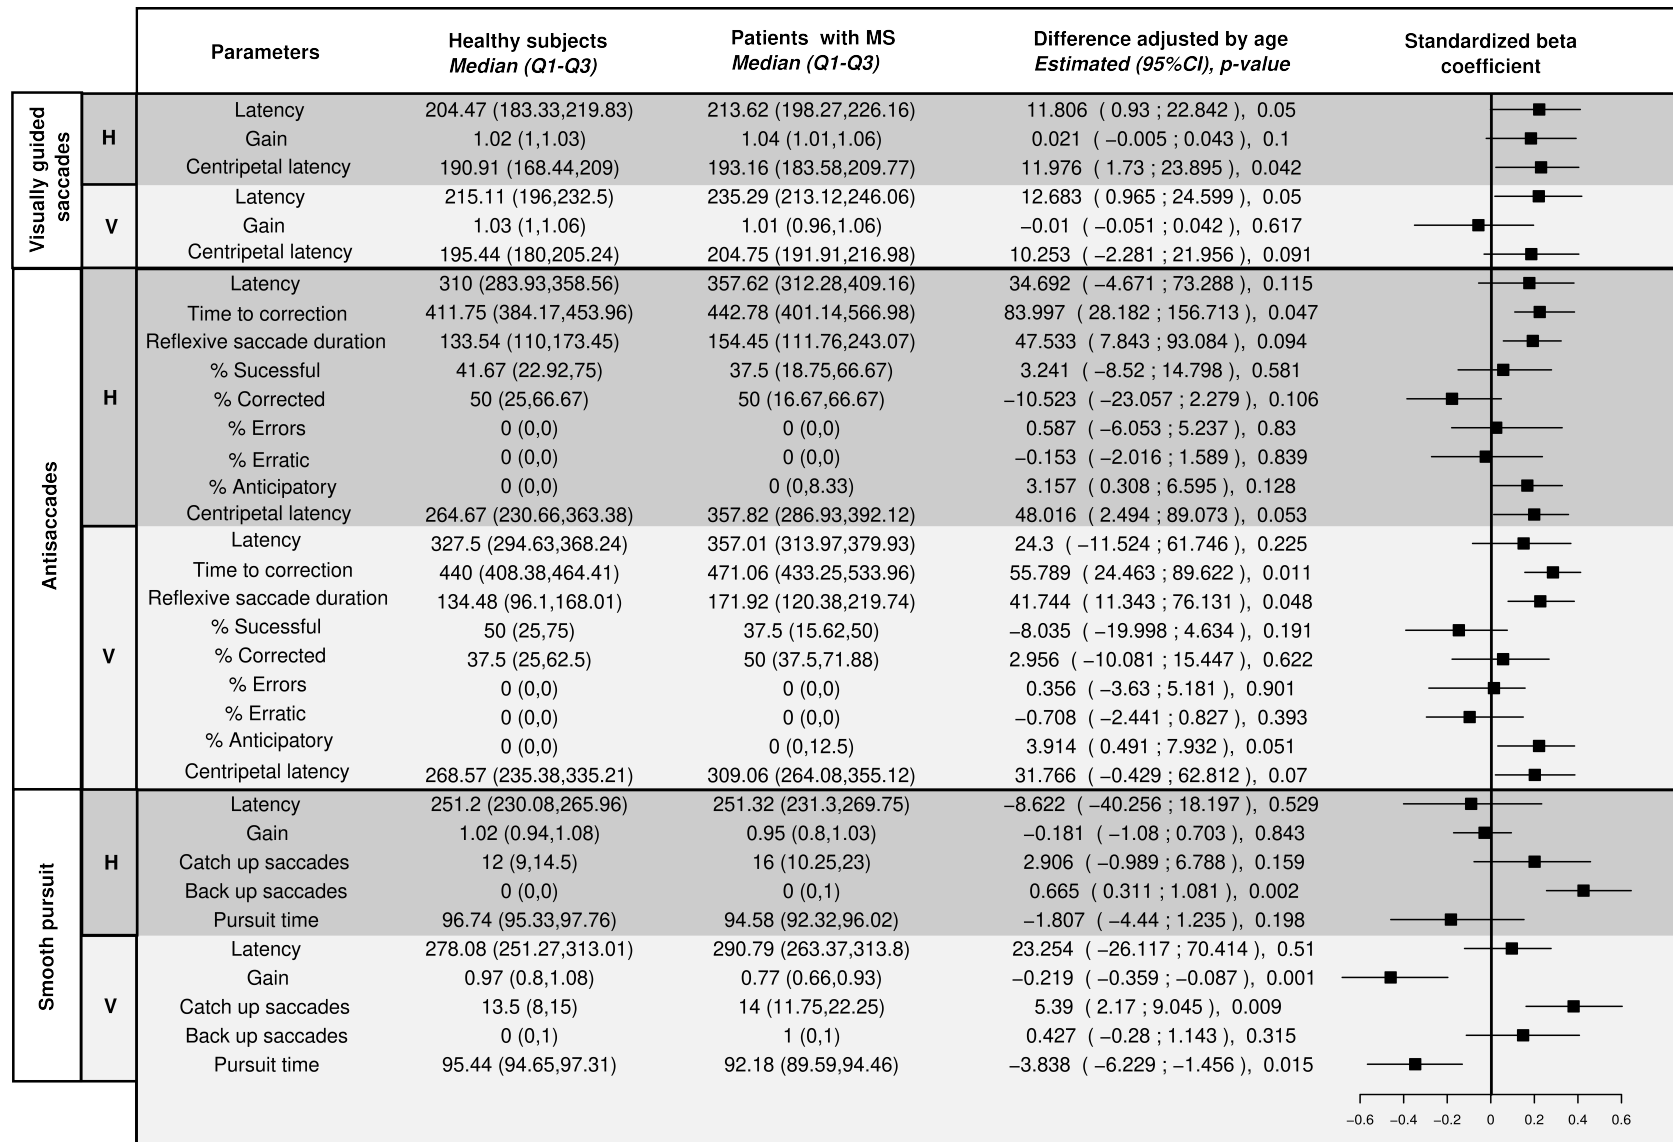 Parameters
Healthy subjects
Median (Q1-Q3)
Patients with MS
Median (Q1-Q3)
Difference adjusted by age
Estimated (95%CI), p-value
Standardized beta
coefficient
Visually guided
saccades
H
Latency 204.47 (183.33,219.83) 213.62 (198.27,226.16) 11.806 ( 0.93 ; 22.842 ), 0.05
Gain 1.02 (1,1.03) 1.04 (1.01,1.06) 0.021 ( −0.005 ; 0.043 ), 0.1
Centripetal latency 190.91 (168.44,209) 193.16 (183.58,209.77) 11.976 ( 1.73 ; 23.895 ), 0.042
V
Latency 215.11 (196,232.5) 235.29 (213.12,246.06) 12.683 ( 0.965 ; 24.599 ), 0.05
Gain 1.03 (1,1.06) 1.01 (0.96,1.06) −0.01 ( −0.051 ; 0.042 ), 0.617
Centripetal latency 195.44 (180,205.24) 204.75 (191.91,216.98) 10.253 ( −2.281 ; 21.956 ), 0.091
Antisaccades
H
Latency 310 (283.93,358.56) 357.62 (312.28,409.16) 34.692 ( −4.671 ; 73.288 ), 0.115
Time to correction 411.75 (384.17,453.96) 442.78 (401.14,566.98) 83.997 ( 28.182 ; 156.713 ), 0.047
Reflexive saccade duration 133.54 (110,173.45) 154.45 (111.76,243.07) 47.533 ( 7.843 ; 93.084 ), 0.094
% Sucessful 41.67 (22.92,75) 37.5 (18.75,66.67) 3.241 ( −8.52 ; 14.798 ), 0.581
% Corrected 50 (25,66.67) 50 (16.67,66.67) −10.523 ( −23.057 ; 2.279 ), 0.106
% Errors 0 (0,0) 0 (0,0) 0.587 ( −6.053 ; 5.237 ), 0.83
% Erratic 0 (0,0) 0 (0,0) −0.153 ( −2.016 ; 1.589 ), 0.839
% Anticipatory 0 (0,0) 0 (0,8.33) 3.157 ( 0.308 ; 6.595 ), 0.128
Centripetal latency 264.67 (230.66,363.38) 357.82 (286.93,392.12) 48.016 ( 2.494 ; 89.073 ), 0.053
V
Latency 327.5 (294.63,368.24) 357.01 (313.97,379.93) 24.3 ( −11.524 ; 61.746 ), 0.225
Time to correction 440 (408.38,464.41) 471.06 (433.25,533.96) 55.789 ( 24.463 ; 89.622 ), 0.011
Reflexive saccade duration 134.48 (96.1,168.01) 171.92 (120.38,219.74) 41.744 ( 11.343 ; 76.131 ), 0.048
% Sucessful 50 (25,75) 37.5 (15.62,50) −8.035 ( −19.998 ; 4.634 ), 0.191
% Corrected 37.5 (25,62.5) 50 (37.5,71.88) 2.956 ( −10.081 ; 15.447 ), 0.622
% Errors 0 (0,0) 0 (0,0) 0.356 ( −3.63 ; 5.181 ), 0.901
% Erratic 0 (0,0) 0 (0,0) −0.708 ( −2.441 ; 0.827 ), 0.393
% Anticipatory 0 (0,0) 0 (0,12.5) 3.914 ( 0.491 ; 7.932 ), 0.051
Centripetal latency 268.57 (235.38,335.21) 309.06 (264.08,355.12) 31.766 ( −0.429 ; 62.812 ), 0.07
Smooth pursuit
H
Latency 251.2 (230.08,265.96) 251.32 (231.3,269.75) −8.622 ( −40.256 ; 18.197 ), 0.529
Gain 1.02 (0.94,1.08) 0.95 (0.8,1.03) −0.181 ( −1.08 ; 0.703 ), 0.843
Catch up saccades 12 (9,14.5) 16 (10.25,23) 2.906 ( −0.989 ; 6.788 ), 0.159
Back up saccades 0 (0,0) 0 (0,1) 0.665 ( 0.311 ; 1.081 ), 0.002
Pursuit time 96.74 (95.33,97.76) 94.58 (92.32,96.02) −1.807 ( −4.44 ; 1.235 ), 0.198
V
Latency 278.08 (251.27,313.01) 290.79 (263.37,313.8) 23.254 ( −26.117 ; 70.414 ), 0.51
Gain 0.97 (0.8,1.08) 0.77 (0.66,0.93) −0.219 ( −0.359 ; −0.087 ), 0.001
Catch up saccades 13.5 (8,15) 14 (11.75,22.25) 5.39 ( 2.17 ; 9.045 ), 0.009
Back up saccades 0 (0,1) 1 (0,1) 0.427 ( −0.28 ; 1.143 ), 0.315
Pursuit time 95.44 (94.65,97.31) 92.18 (89.59,94.46) −3.838 ( −6.229 ; −1.456 ), 0.015
−0.6 −0.4 −0.2 0 0.2 0.4 0.6